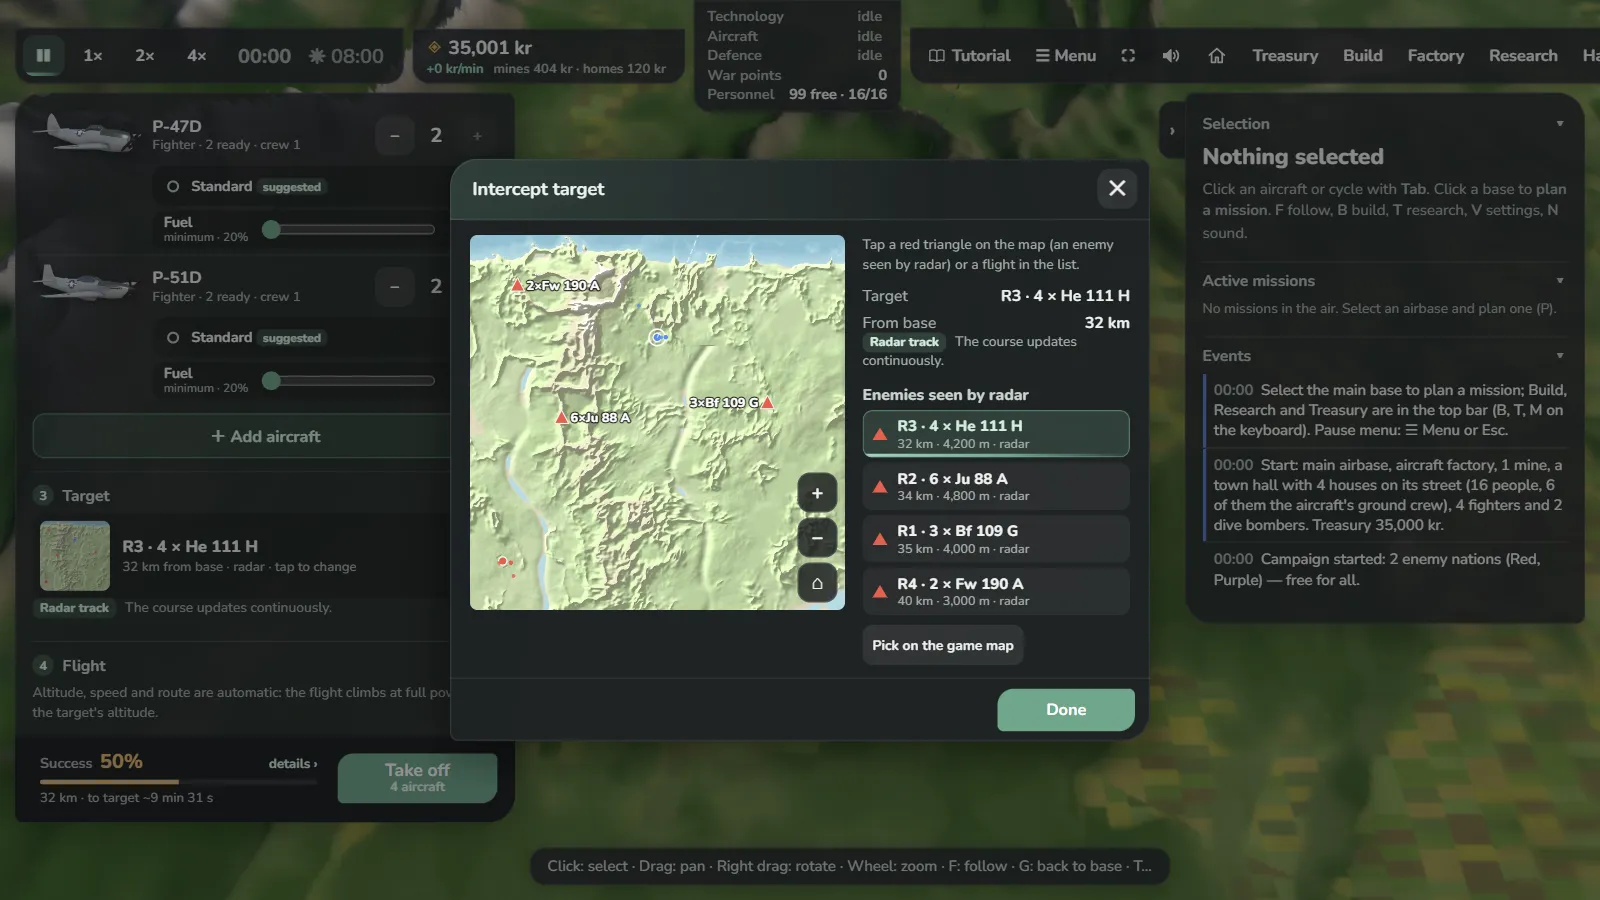 1×
2×
4×
00:00
08:00
35,001 kr
+0 kr/min
mines 404 kr · homes 120 kr
Technology idle
Aircraft idle
Defence idle
War points 0
Personnel 99 free · 16/16
Tutorial
☰ Menu
Treasury
Build
Factory
Research
Ha
P-47D
Fighter · 2 ready · crew 1
− 2 +
Standard suggested
Fuel
minimum · 20%
P-51D
Fighter · 2 ready · crew 1
− 2
Standard suggested
Fuel
minimum · 20%
+ Add aircraft
3 Target
R3 · 4 × He 111 H
32 km from base · radar · tap to change
Radar track The course updates continuously.
4 Flight
Altitude, speed and route are automatic: the flight climbs at full pow
the target's altitude.
Success 50%
details ›
32 km · to target ~9 min 31 s
Take off
4 aircraft
Intercept target
2×Fw 190 A
3×Bf 109 G
6×Ju 88 A
+
−
Tap a red triangle on the map (an enemy
seen by radar) or a flight in the list.
Target R3 · 4 × He 111 H
From base 32 km
Radar track The course updates
continuously.
Enemies seen by radar
R3 · 4 × He 111 H
32 km · 4,200 m · radar
R2 · 6 × Ju 88 A
34 km · 4,800 m · radar
R1 · 3 × Bf 109 G
35 km · 4,000 m · radar
R4 · 2 × Fw 190 A
40 km · 3,000 m · radar
Pick on the game map
Done
Selection
Nothing selected
Click an aircraft or cycle with Tab. Click a base to plan
a mission. F follow, B build, T research, V settings, N
sound.
Active missions
No missions in the air. Select an airbase and plan one (P).
Events
00:00 Select the main base to plan a mission; Build,
Research and Treasury are in the top bar (B, T, M on
the keyboard). Pause menu: ☰ Menu or Esc.
00:00 Start: main airbase, aircraft factory, 1 mine, a
town hall with 4 houses on its street (16 people, 6
of them the aircraft's ground crew), 4 fighters and 2
dive bombers. Treasury 35,000 kr.
00:00 Campaign started: 2 enemy nations (Red,
Purple) — free for all.
Click: select · Drag: pan · Right drag: rotate · Wheel: zoom · F: follow · G: back to base · T...